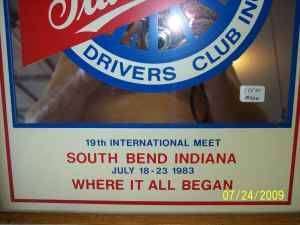 DRIVERS CLUB INC
19th INTERNATIONAL MEET
SOUTH BEND INDIANA
JULY 18-23 1983
WHERE IT ALL BEGAN
07/24/2009